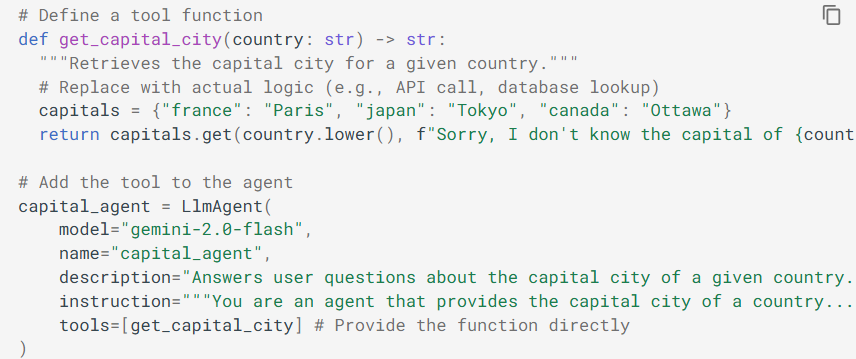 # Define a tool function
def get_capital_city(country: str) -> str:
  """Retrieves the capital city for a given country."""
  # Replace with actual logic (e.g., API call, database lookup)
  capitals = {"france": "Paris", "japan": "Tokyo", "canada": "Ottawa"}
  return capitals.get(country.lower(), f"Sorry, I don't know the capital of {count

# Add the tool to the agent
capital_agent = LlmAgent(
    model="gemini-2.0-flash",
    name="capital_agent",
    description="Answers user questions about the capital city of a given country.
    instruction="""You are an agent that provides the capital city of a country...
    tools=[get_capital_city] # Provide the function directly
)